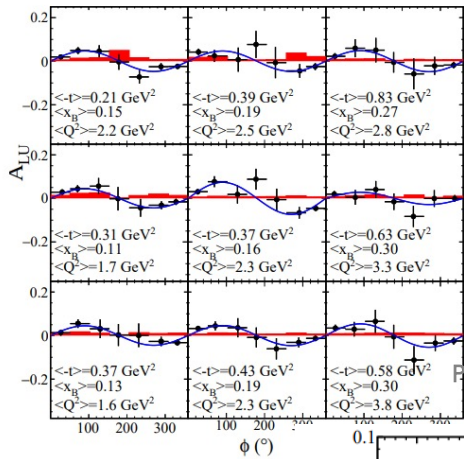 0.2
0
−0.2
<-t>=0.21 GeV²
<x_B>=0.15
<Q²>=2.2 GeV²
<-t>=0.39 GeV²
<x_B>=0.19
<Q²>=2.5 GeV²
<-t>=0.83 GeV²
<x_B>=0.27
<Q²>=2.8 GeV²
A_LU
0.2
0
−0.2
<-t>=0.31 GeV²
<x_B>=0.11
<Q²>=1.7 GeV²
<-t>=0.37 GeV²
<x_B>=0.16
<Q²>=2.3 GeV²
<-t>=0.63 GeV²
<x_B>=0.30
<Q²>=3.3 GeV²
0.2
0
−0.2
<-t>=0.37 GeV²
<x_B>=0.13
<Q²>=1.6 GeV²
<-t>=0.43 GeV²
<x_B>=0.19
<Q²>=2.3 GeV²
<-t>=0.58 GeV²
<x_B>=0.30
<Q²>=3.8 GeV²
P
100 300 100 300 100 300
ϕ (°)
0.1